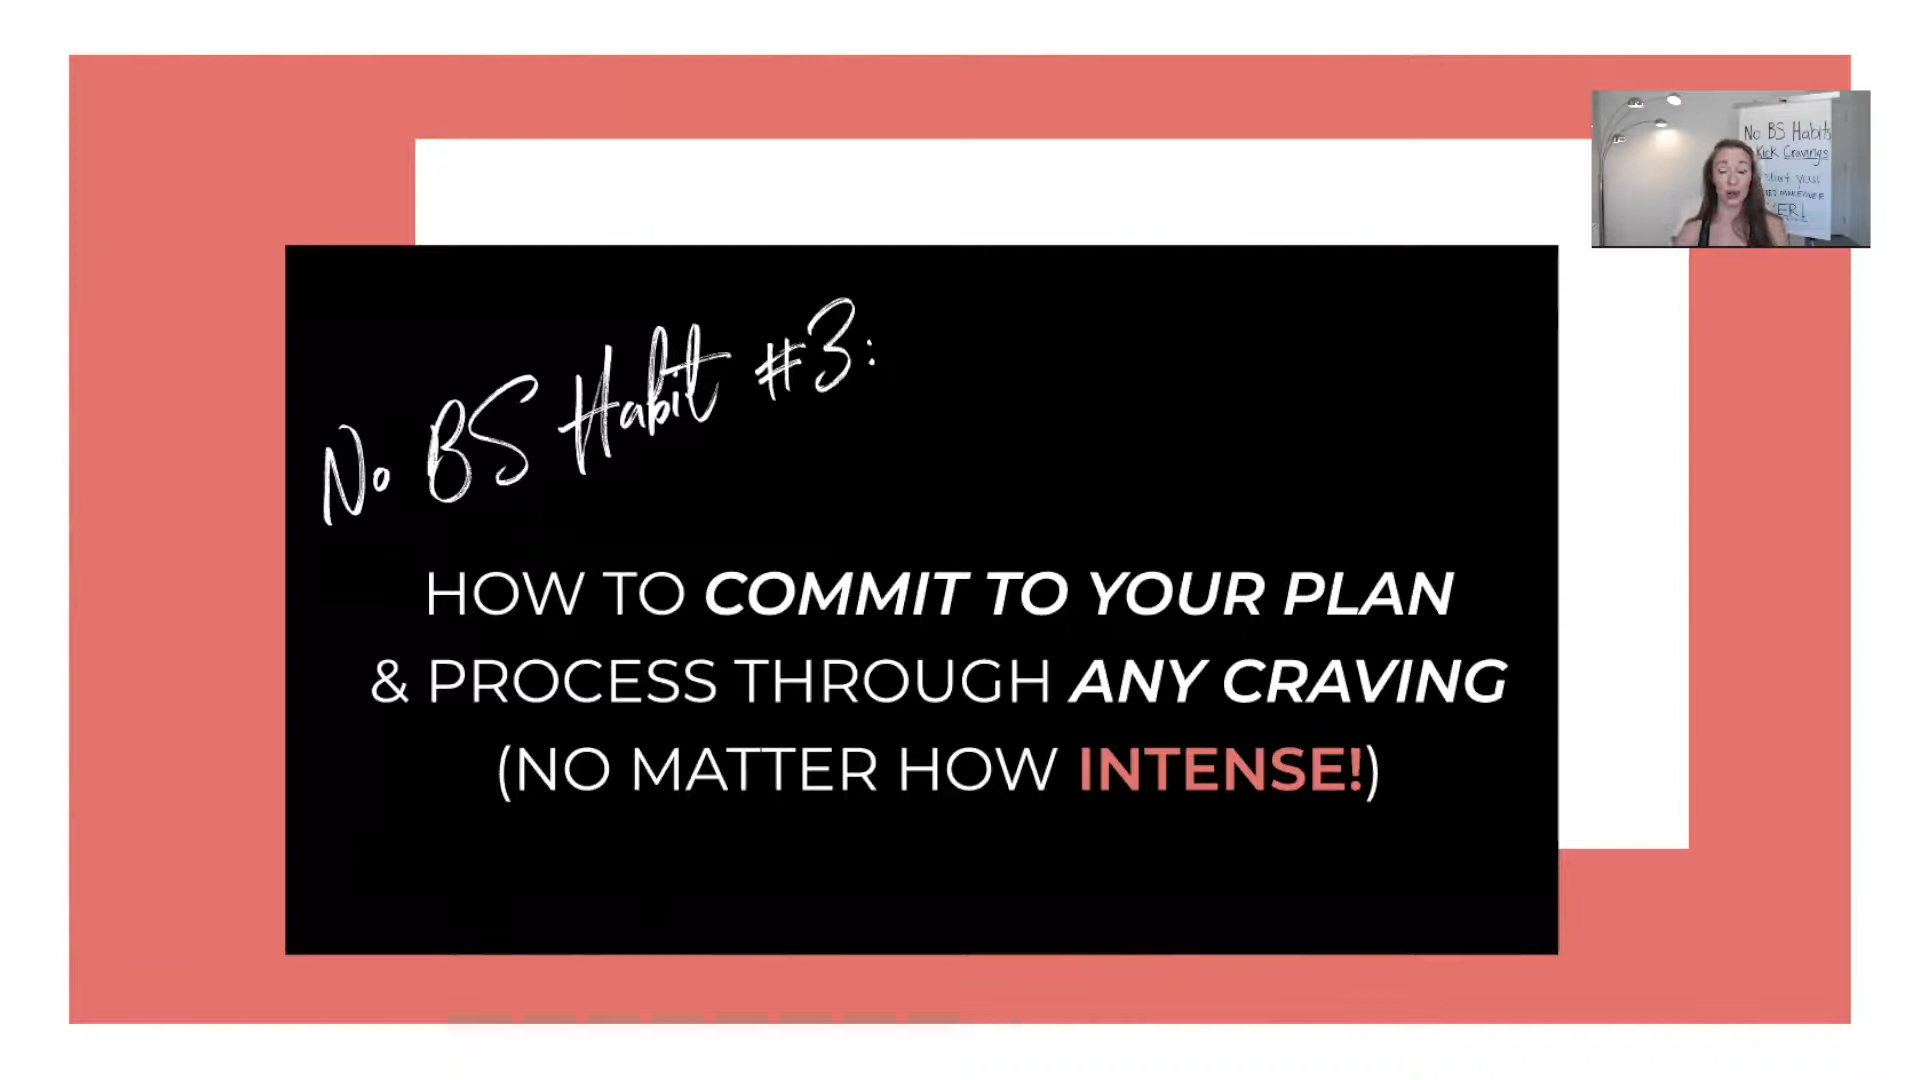 No BS Habit #3:
HOW TO COMMIT TO YOUR PLAN
& PROCESS THROUGH ANY CRAVING
(NO MATTER HOW INTENSE!)
No BS Habits
Kick Cravings